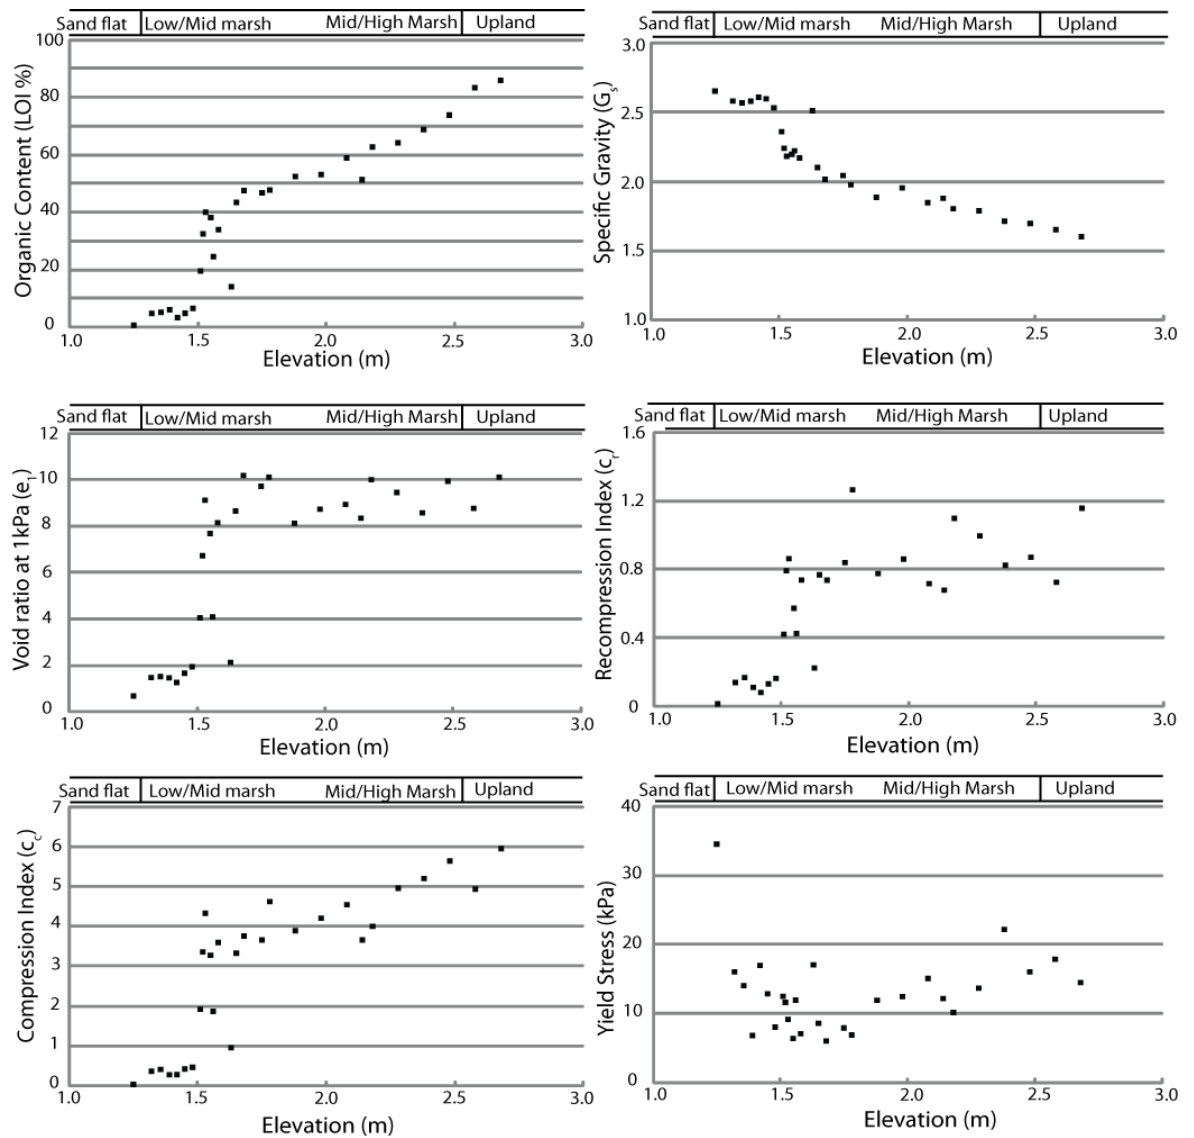 Sand flat Low/Mid marsh Mid/High Marsh Upland
100
80
60
40
20
0
Organic Content (LOI %)
1.0 1.5 2.0 2.5 3.0
Elevation (m)
Sand flat Low/Mid marsh Mid/High Marsh Upland
3.0
2.5
2.0
1.5
1.0
Specific Gravity (Gs)
1.0 1.5 2.0 2.5 3.0
Elevation (m)
Sand flat Low/Mid marsh Mid/High Marsh Upland
12
10
8
6
4
2
0
Void ratio at 1kPa (e1)
1.0 1.5 2.0 2.5 3.0
Elevation (m)
Sand flat Low/Mid marsh Mid/High Marsh Upland
1.6
1.2
0.8
0.4
0
Recompression Index (cr)
1.0 1.5 2.0 2.5 3.0
Elevation (m)
Sand flat Low/Mid marsh Mid/High Marsh Upland
7
6
5
4
3
2
1
0
Compression Index (cc)
1.0 1.5 2.0 2.5 3.0
Elevation (m)
Sand flat Low/Mid marsh Mid/High Marsh Upland
40
30
20
10
0
Yield Stress (kPa)
1.0 1.5 2.0 2.5 3.0
Elevation (m)